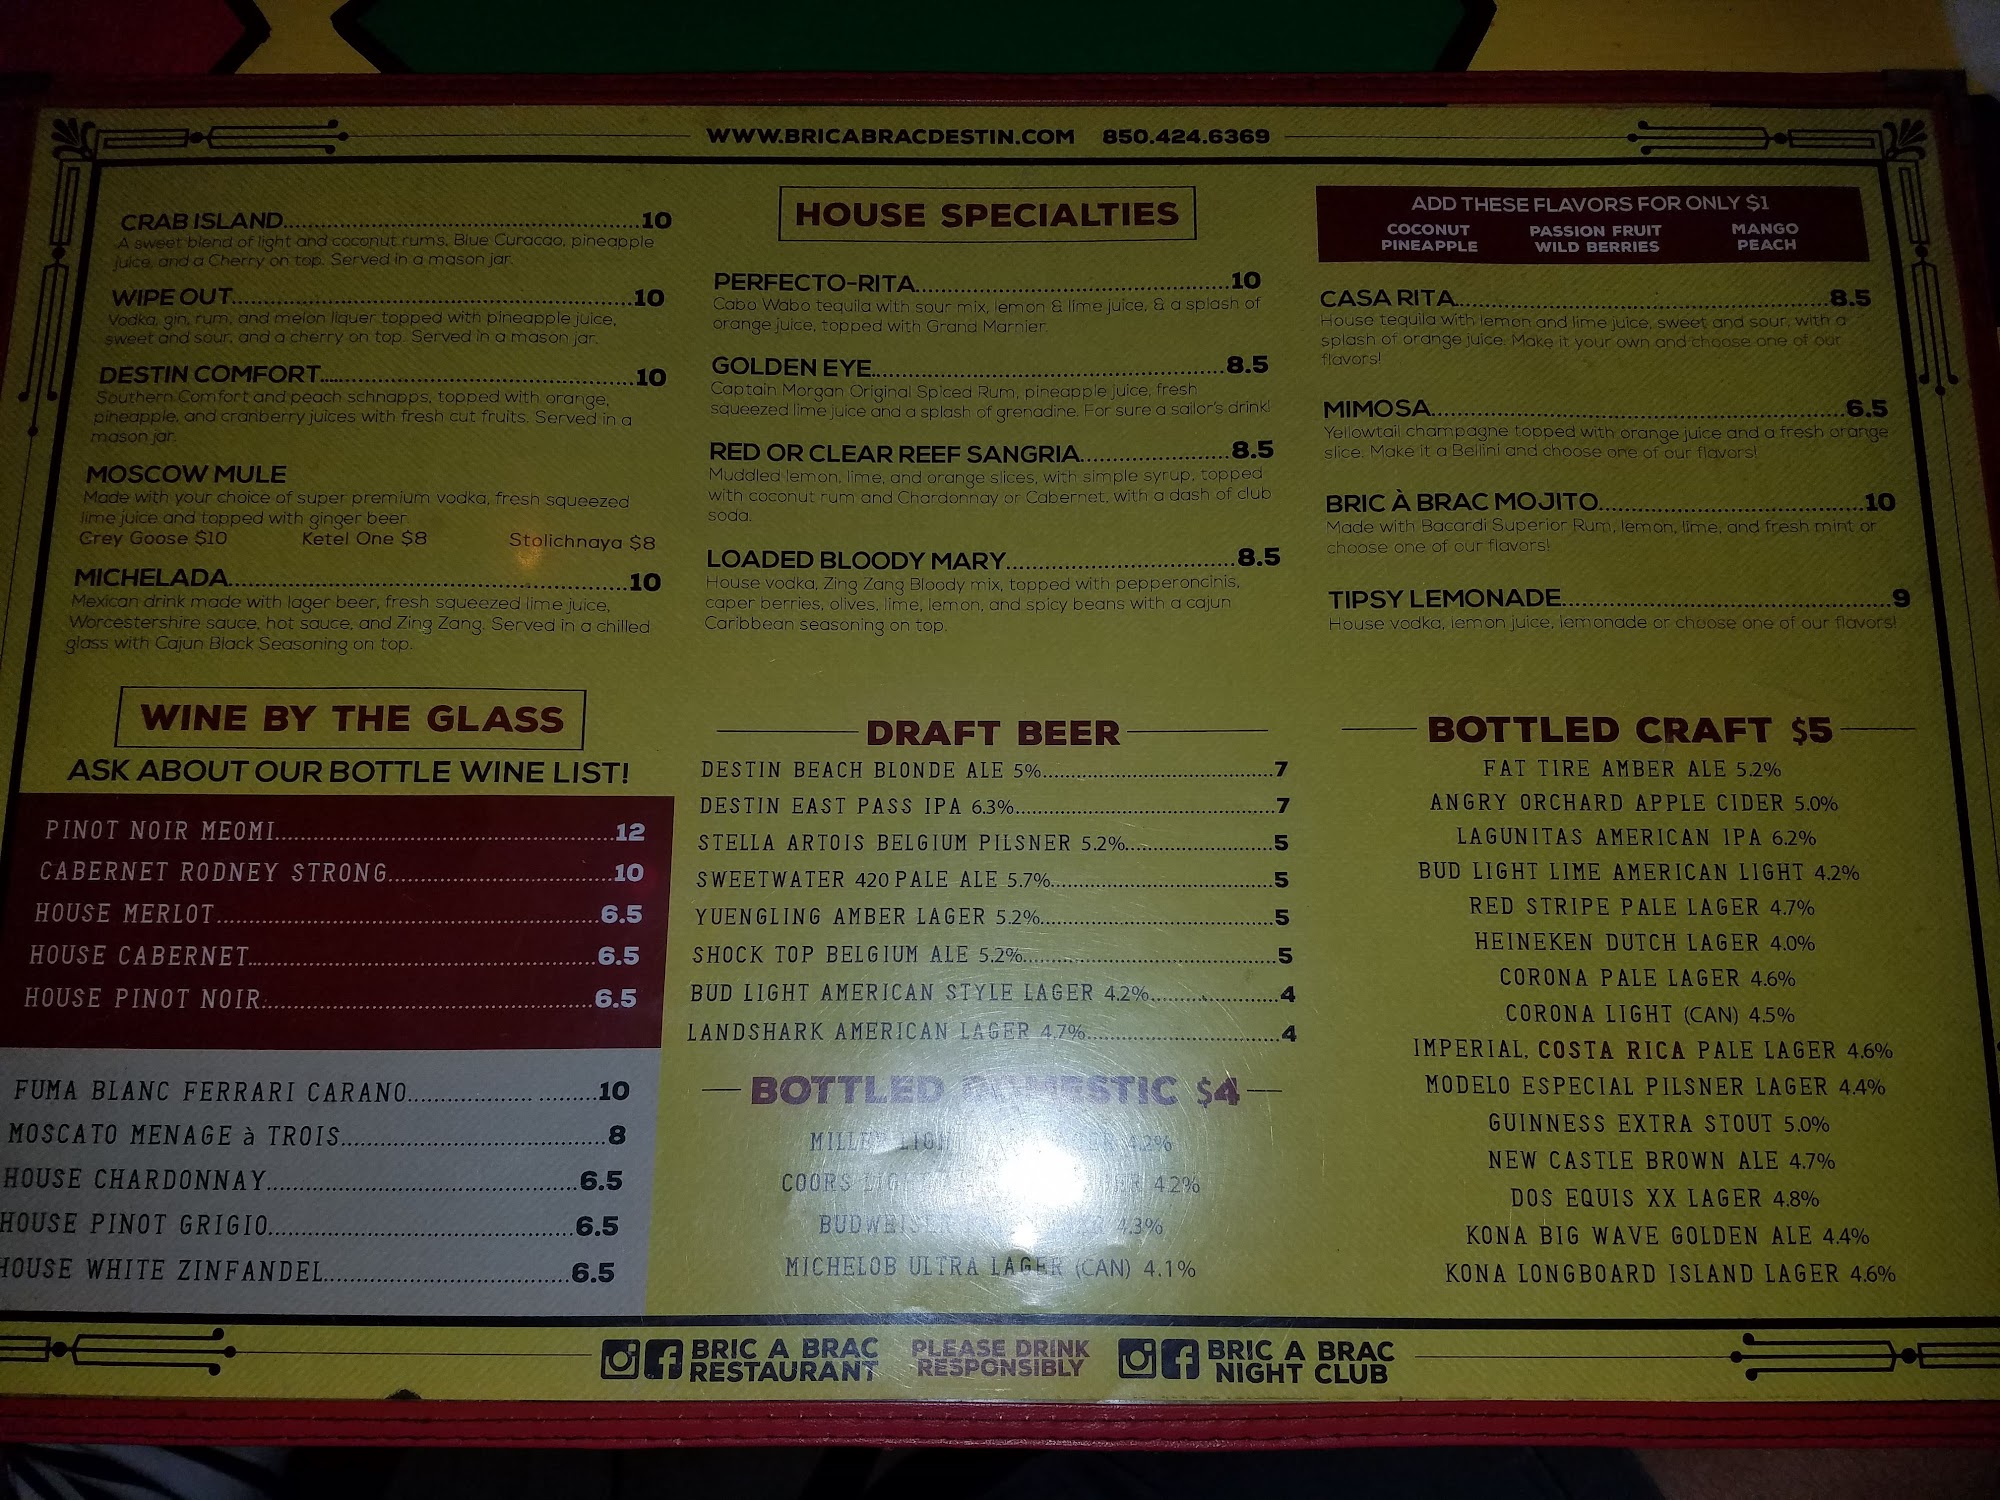 WWW.BRICABRACDESTIN.COM 850.424.6369
CRAB ISLAND 10
A sweet blend of light and coconut rums, Blue Curacao, pineapple
juice, and a Cherry on top. Served in a mason jar.
WIPE OUT 10
Vodka, gin, rum, and melon liquer topped with pineapple juice,
sweet and sour, and a cherry on top. Served in a mason jar.
DESTIN COMFORT 10
Southern Comfort and peach schnapps, topped with orange,
pineapple, and cranberry juices with fresh cut fruits. Served in a
mason jar.
MOSCOW MULE
Made with your choice of super premium vodka, fresh squeezed
lime juice and topped with ginger beer
Grey Goose $10 Ketel One $8 Stolichnaya $8
MICHELADA 10
Mexican drink made with lager beer, fresh squeezed lime juice,
Worcestershire sauce, hot sauce, and Zing Zang. Served in a chilled
glass with Cajun Black Seasoning on top.
HOUSE SPECIALTIES
PERFECTO-RITA 10
Cabo Wabo tequila with sour mix, lemon & lime juice, & a splash of
orange juice, topped with Grand Marnier.
GOLDEN EYE 8.5
Captain Morgan Original Spiced Rum, pineapple juice, fresh
squeezed lime juice and a splash of grenadine. For sure a sailor's drink!
RED OR CLEAR REEF SANGRIA 8.5
Muddled lemon, lime, and orange slices, with simple syrup, topped
with coconut rum and Chardonnay or Cabernet, with a dash of club
soda.
LOADED BLOODY MARY 8.5
House vodka, Zing Zang Bloody mix, topped with pepperoncinis,
caper berries, olives, lime, lemon, and spicy beans with a cajun
Caribbean seasoning on top.
ADD THESE FLAVORS FOR ONLY $1
COCONUT PASSION FRUIT MANGO
PINEAPPLE WILD BERRIES PEACH
CASA RITA 8.5
House tequila with lemon and lime juice, sweet and sour, with a
splash of orange juice. Make it your own and choose one of our
flavors!
MIMOSA 6.5
Yellowtail champagne topped with orange juice and a fresh orange
slice. Make it a Bellini and choose one of our flavors!
BRIC À BRAC MOJITO 10
Made with Bacardi Superior Rum, lemon, lime, and fresh mint or
choose one of our flavors!
TIPSY LEMONADE 9
House vodka, lemon juice, lemonade or choose one of our flavors!
WINE BY THE GLASS
ASK ABOUT OUR BOTTLE WINE LIST!
PINOT NOIR MEOMI 12
CABERNET RODNEY STRONG 10
HOUSE MERLOT 6.5
HOUSE CABERNET 6.5
HOUSE PINOT NOIR 6.5
FUMA BLANC FERRARI CARANO 10
MOSCATO MENAGE à TROIS 8
HOUSE CHARDONNAY 6.5
HOUSE PINOT GRIGIO 6.5
HOUSE WHITE ZINFANDEL 6.5
DRAFT BEER
DESTIN BEACH BLONDE ALE 5% 7
DESTIN EAST PASS IPA 6.3% 7
STELLA ARTOIS BELGIUM PILSNER 5.2% 5
SWEETWATER 420 PALE ALE 5.7% 5
YUENGLING AMBER LAGER 5.2% 5
SHOCK TOP BELGIUM ALE 5.2% 5
BUD LIGHT AMERICAN STYLE LAGER 4.2% 4
LANDSHARK AMERICAN LAGER 4.7% 4
BOTTLED DOMESTIC $4
4.2%
COORS 4.2%
BUDWEISER 4.3%
MICHELOB ULTRA LAGER (CAN) 4.1%
BOTTLED CRAFT $5
FAT TIRE AMBER ALE 5.2%
ANGRY ORCHARD APPLE CIDER 5.0%
LAGUNITAS AMERICAN IPA 6.2%
BUD LIGHT LIME AMERICAN LIGHT 4.2%
RED STRIPE PALE LAGER 4.7%
HEINEKEN DUTCH LAGER 4.0%
CORONA PALE LAGER 4.6%
CORONA LIGHT (CAN) 4.5%
IMPERIAL, COSTA RICA PALE LAGER 4.6%
MODELO ESPECIAL PILSNER LAGER 4.4%
GUINNESS EXTRA STOUT 5.0%
NEW CASTLE BROWN ALE 4.7%
DOS EQUIS XX LAGER 4.8%
KONA BIG WAVE GOLDEN ALE 4.4%
KONA LONGBOARD ISLAND LAGER 4.6%
BRIC A BRAC
RESTAURANT
PLEASE DRINK
RESPONSIBLY
BRIC A BRAC
NIGHT CLUB